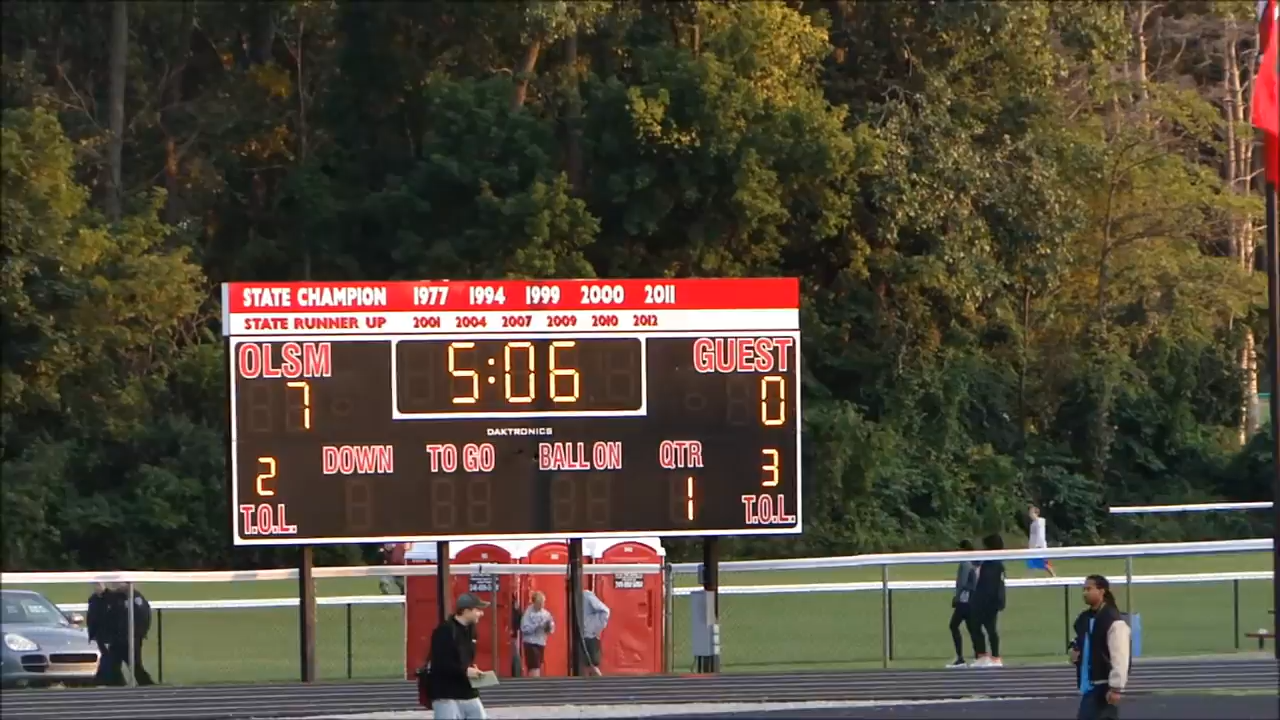 STATE CHAMPION 1977 1994 1999 2000 2011
STATE RUNNER UP 2001 2004 2007 2009 2010 2012
OLSM 5:06 GUEST
7 0
DAKTRONICS
DOWN TO GO BALL ON QTR
2 1 3
T.O.L. T.O.L.